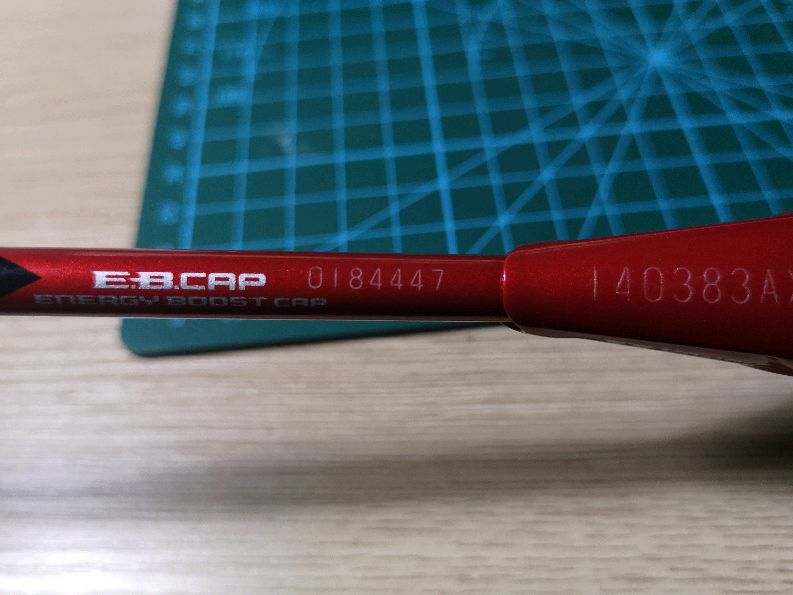 E.B.CAP 0184447
ENERGY BOOST CAP
140383AX